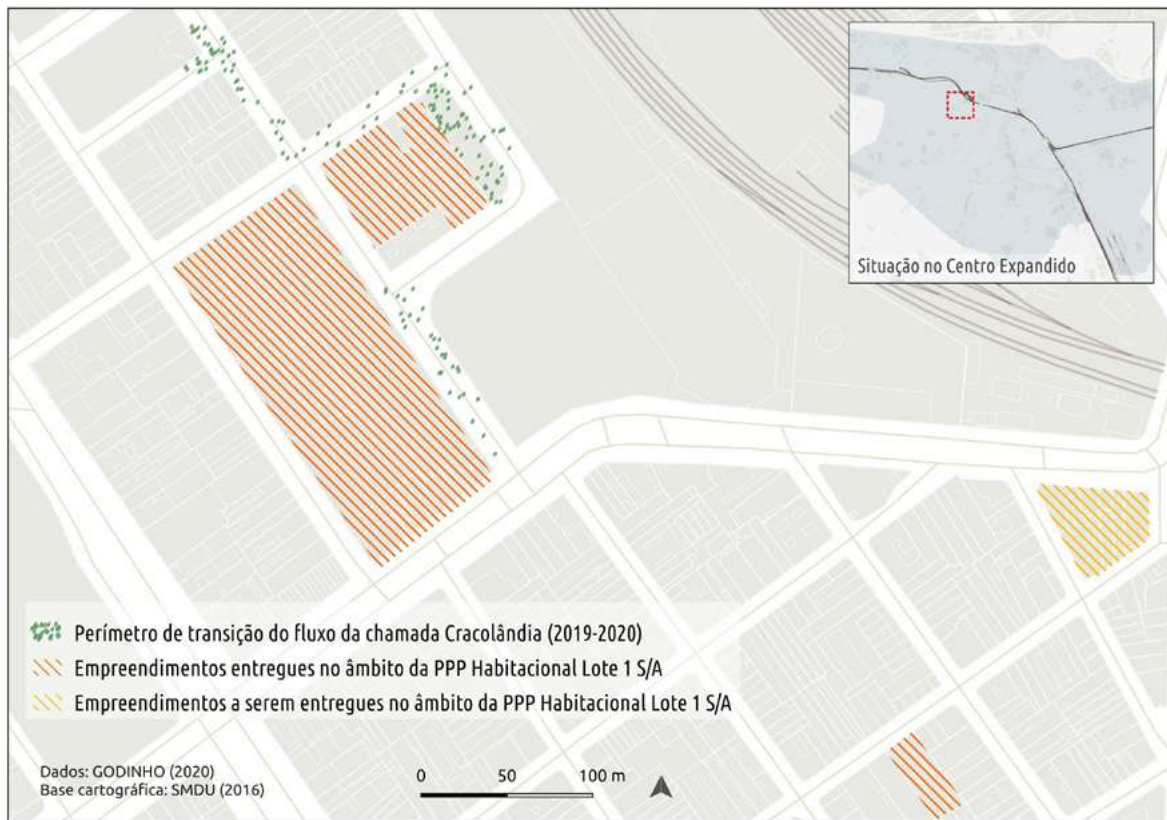 Situação no Centro Expandido
Perímetro de transição do fluxo da chamada Cracolândia (2019-2020)
Empreendimentos entregues no âmbito da PPP Habitacional Lote 1 S/A
Empreendimentos a serem entregues no âmbito da PPP Habitacional Lote 1 S/A
Dados: GODINHO (2020)
Base cartográfica: SMDU (2016)
0 50 100 m